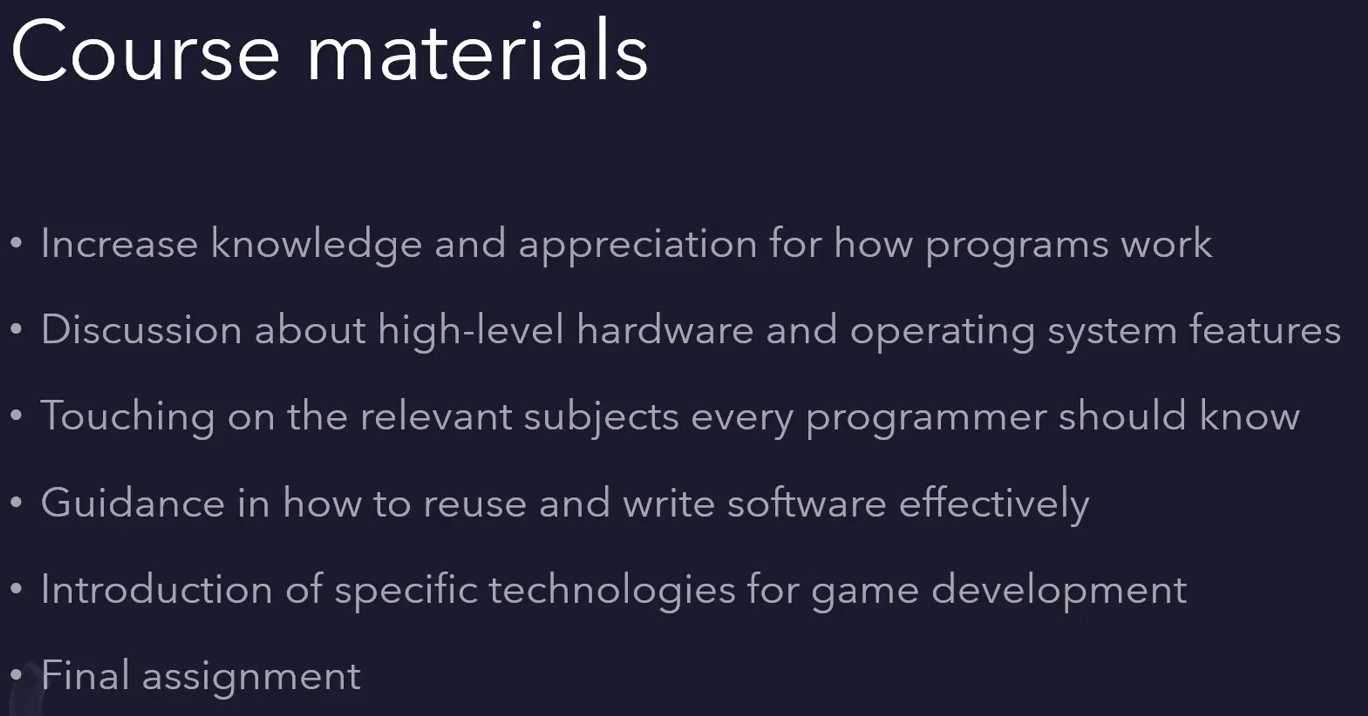 Course materials
• Increase knowledge and appreciation for how programs work
• Discussion about high-level hardware and operating system features
• Touching on the relevant subjects every programmer should know
• Guidance in how to reuse and write software effectively
• Introduction of specific technologies for game development
• Final assignment